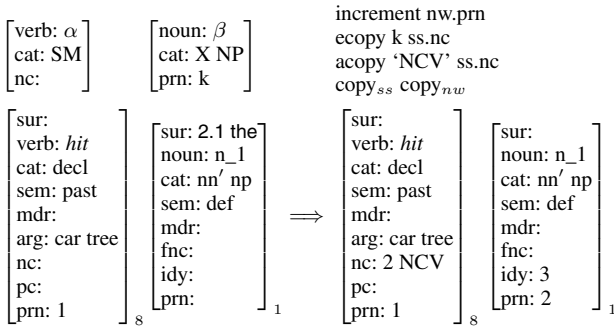 verb: α
cat: SM
nc:
noun: β
cat: X NP
prn: k
increment nw.prn
ecopy k ss.nc
acopy ‘NCV’ ss.nc
copyss copynw
sur:
verb: hit
cat: decl
sem: past
mdr:
arg: car tree
nc:
pc:
prn: 1
8
sur: 2.1 the
noun: n_1
cat: nn′ np
sem: def
mdr:
fnc:
idy:
prn:
1
⟹
sur:
verb: hit
cat: decl
sem: past
mdr:
arg: car tree
nc: 2 NCV
pc:
prn: 1
8
sur:
noun: n_1
cat: nn′ np
sem: def
mdr:
fnc:
idy: 3
prn: 2
1